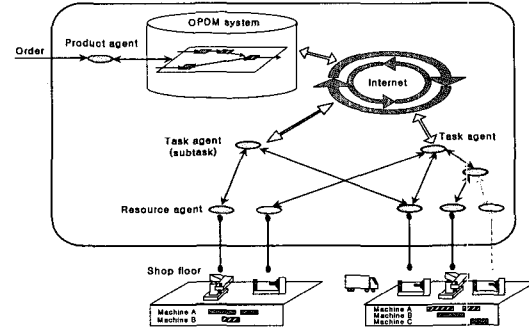 OPDM system
Product agent
Order
Internet
Task agent
(subtask)
Task agent
Resource agent
Shop floor
Machine A
Machine B
Machine A
Machine B
Machine C